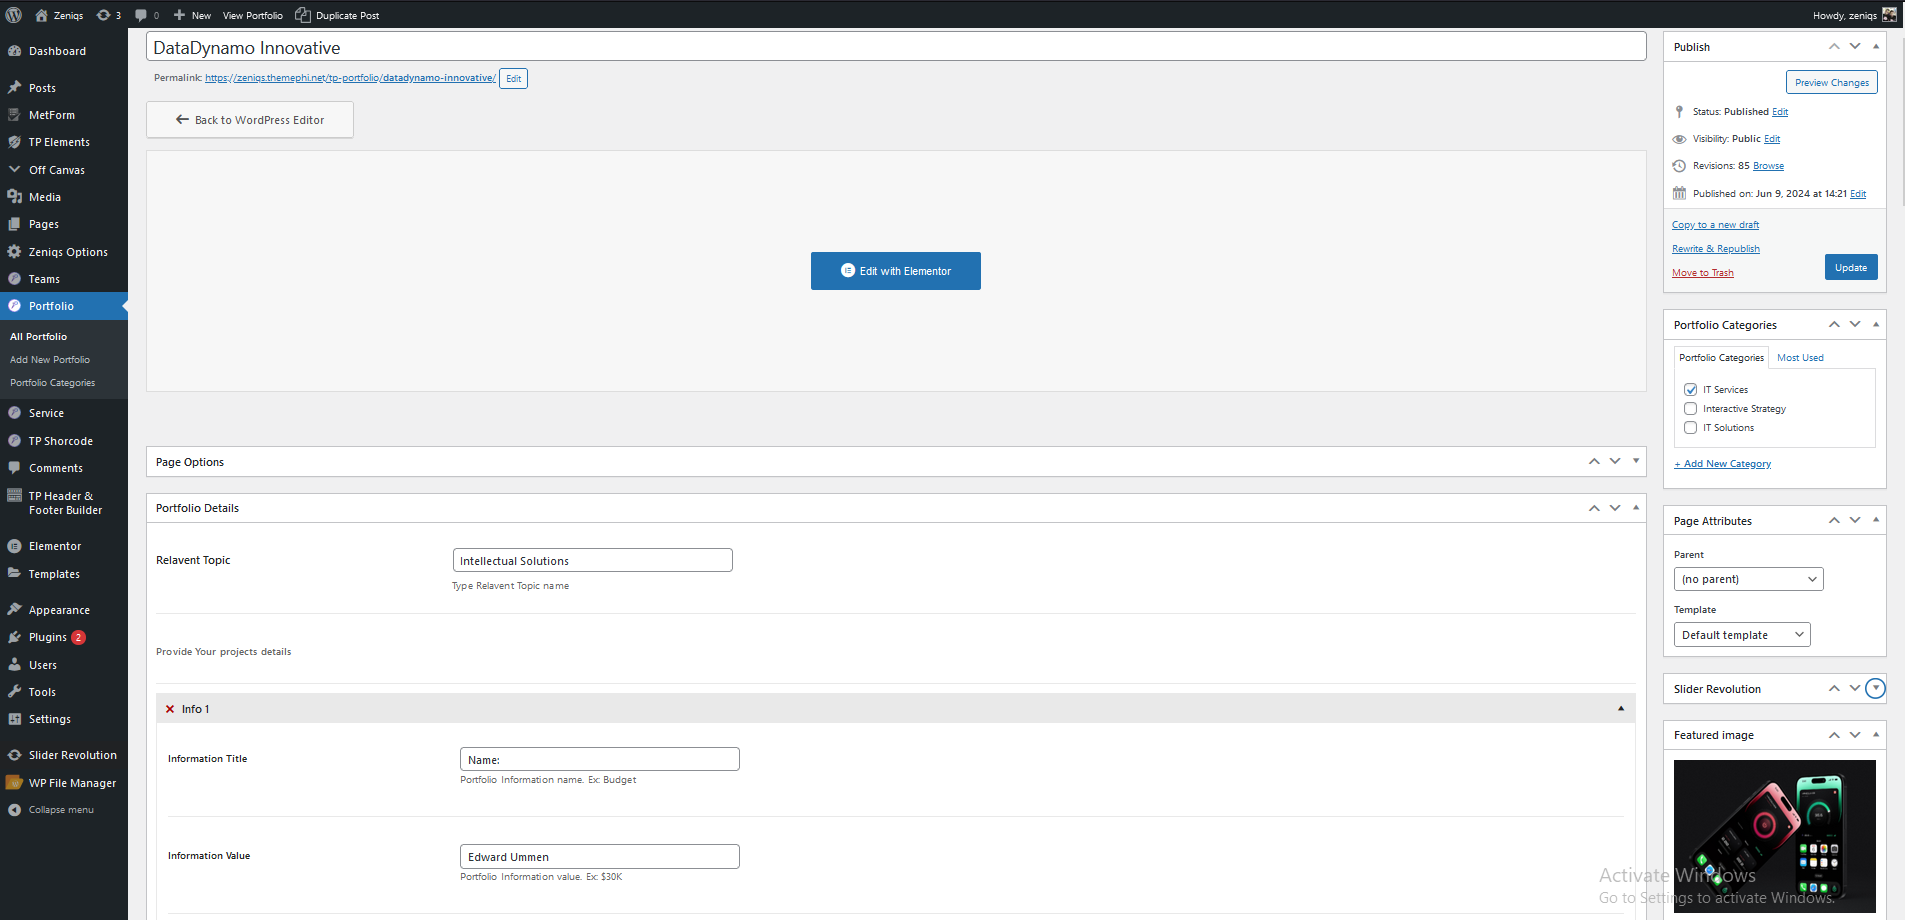 Zeniqs 3 0 New View Portfolio Duplicate Post Howdy, zeniqs
Dashboard
Posts
MetForm
TP Elements
Off Canvas
Media
Pages
Zeniqs Options
Teams
Portfolio
All Portfolio
Add New Portfolio
Portfolio Categories
Service
TP Shorcode
Comments
TP Header &
Footer Builder
Elementor
Templates
Appearance
Plugins 2
Users
Tools
Settings
Slider Revolution
WP File Manager
Collapse menu
DataDynamo Innovative
Permalink: https://zeniqs.themephi.net/tp-portfolio/datadynamo-innovative/ Edit
Back to WordPress Editor
Edit with Elementor
Page Options
Portfolio Details
Relavent Topic
Intellectual Solutions
Type Relavent Topic name
Provide Your projects details
Info 1
Information Title
Name:
Portfolio Information name. Ex: Budget
Information Value
Edward Ummen
Portfolio Information value. Ex: $30K
Publish
Preview Changes
Status: Published Edit
Visibility: Public Edit
Revisions: 85 Browse
Published on: Jun 9, 2024 at 14:21 Edit
Copy to a new draft
Rewrite & Republish
Move to Trash
Update
Portfolio Categories
Portfolio Categories Most Used
IT Services
Interactive Strategy
IT Solutions
+ Add New Category
Page Attributes
Parent
(no parent)
Template
Default template
Slider Revolution
Featured image
Activate Windows
Go to Settings to activate Windows.